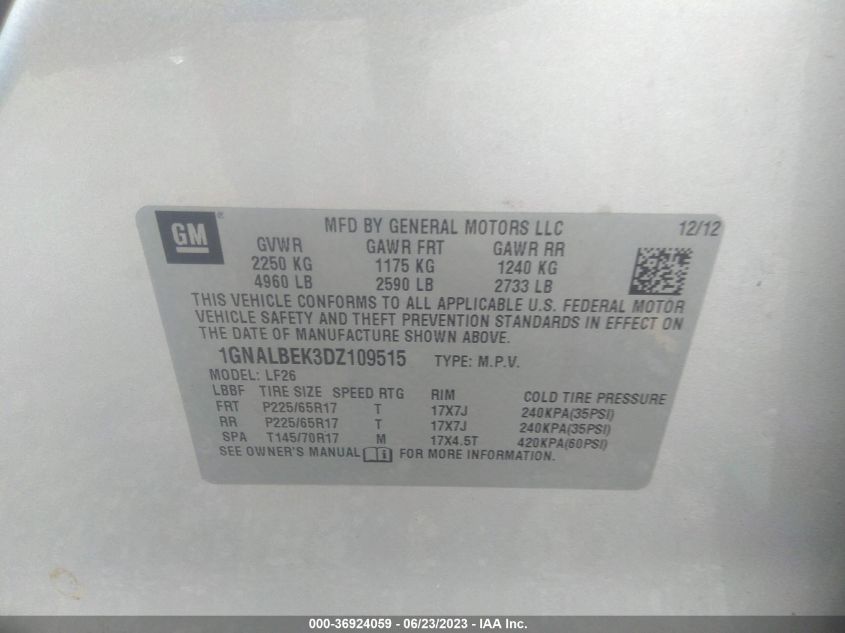 GM®
MFD BY GENERAL MOTORS LLC 12/12
GVWR GAWR FRT GAWR RR
2250 KG 1175 KG 1240 KG
4960 LB 2590 LB 2733 LB
THIS VEHICLE CONFORMS TO ALL APPLICABLE U.S. FEDERAL MOTOR
VEHICLE SAFETY AND THEFT PREVENTION STANDARDS IN EFFECT ON
THE DATE OF MANUFACTURE SHOWN ABOVE.
1GNALBEK3DZ109515 TYPE: M.P.V.
MODEL: LF26
LBBF TIRE SIZE SPEED RTG RIM COLD TIRE PRESSURE
FRT P225/65R17 T 17X7J 240KPA(35PSI)
RR P225/65R17 T 17X7J 240KPA(35PSI)
SPA T145/70R17 M 17X4.5T 420KPA(60PSI)
SEE OWNER'S MANUAL FOR MORE INFORMATION.
000-36924059 - 06/23/2023 - IAA Inc.